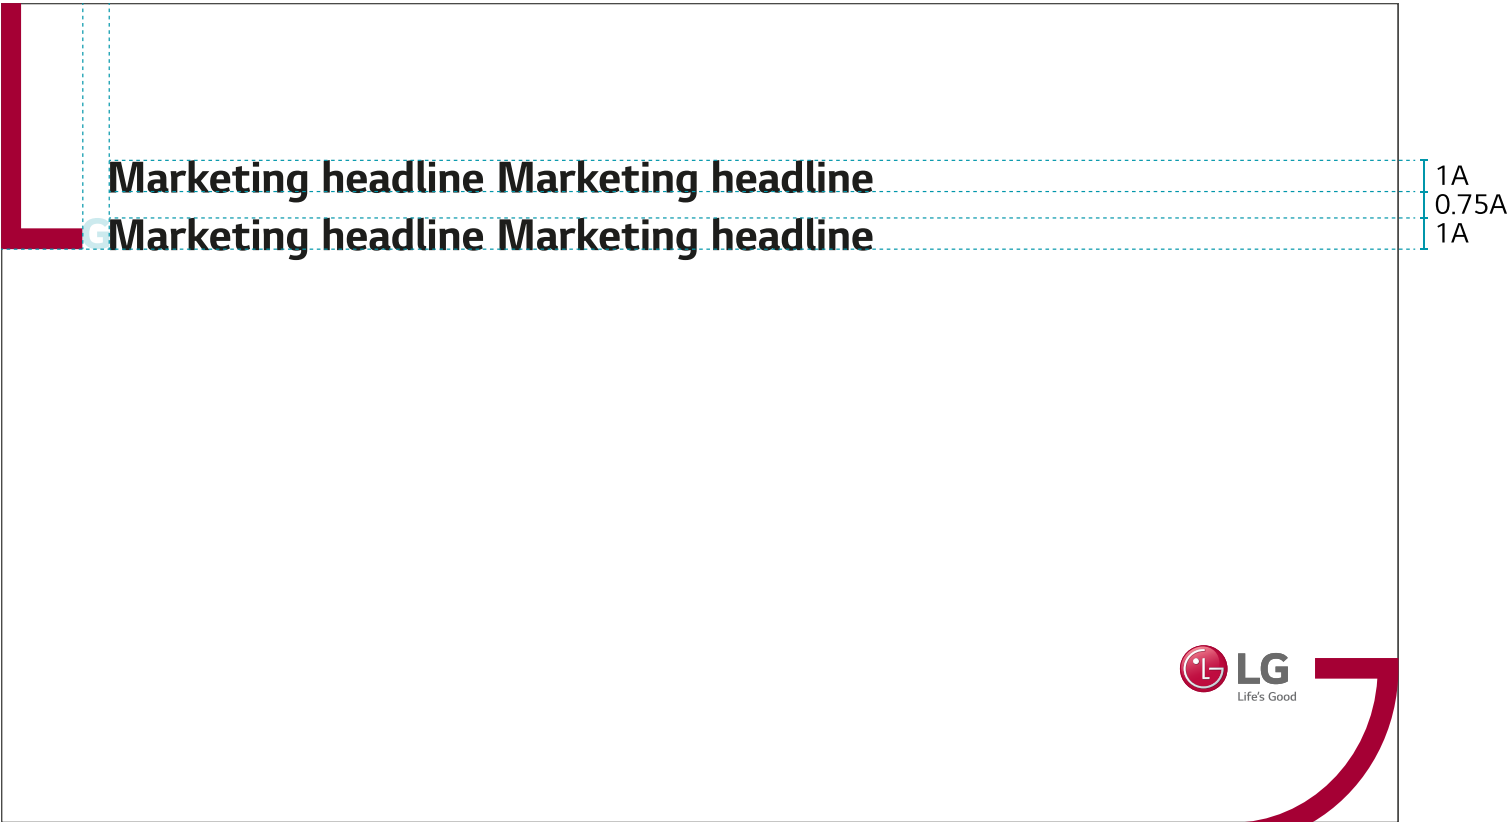 Marketing headline Marketing headline
1A
0.75A
G
Marketing headline Marketing headline
1A
LG
Life's Good